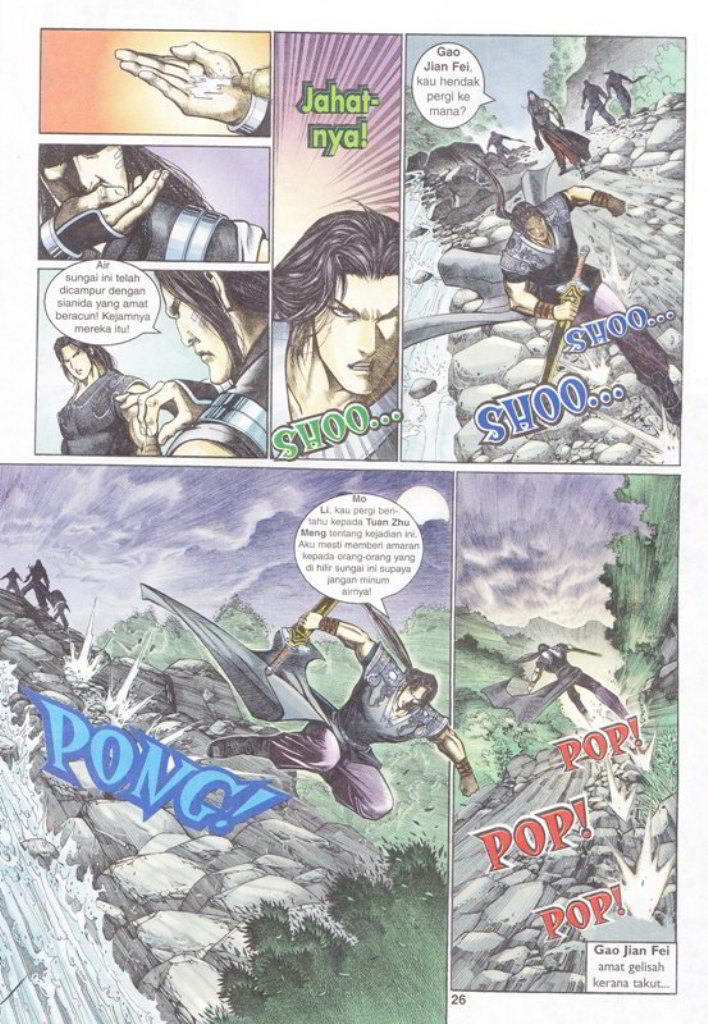 Air
sungai ini telah
dicampur dengan
sianida yang amat
beracun! Kejamnya
mereka itu!
Jahat-
nya!
SHOO...
Gao
Jian Fei,
kau hendak
pergi ke
mana?
SHOO...
SHOO...
Mo
Li, kau pergi beri-
tahu kepada Tuan Zhu
Meng tentang kejadian ini.
Aku mesti memberi amaran
kepada orang-orang yang
di hilir sungai ini supaya
jangan minum
airnya!
PONG!
POP!
POP!
POP!
Gao Jian Fei
amat gelisah
kerana takut...
26